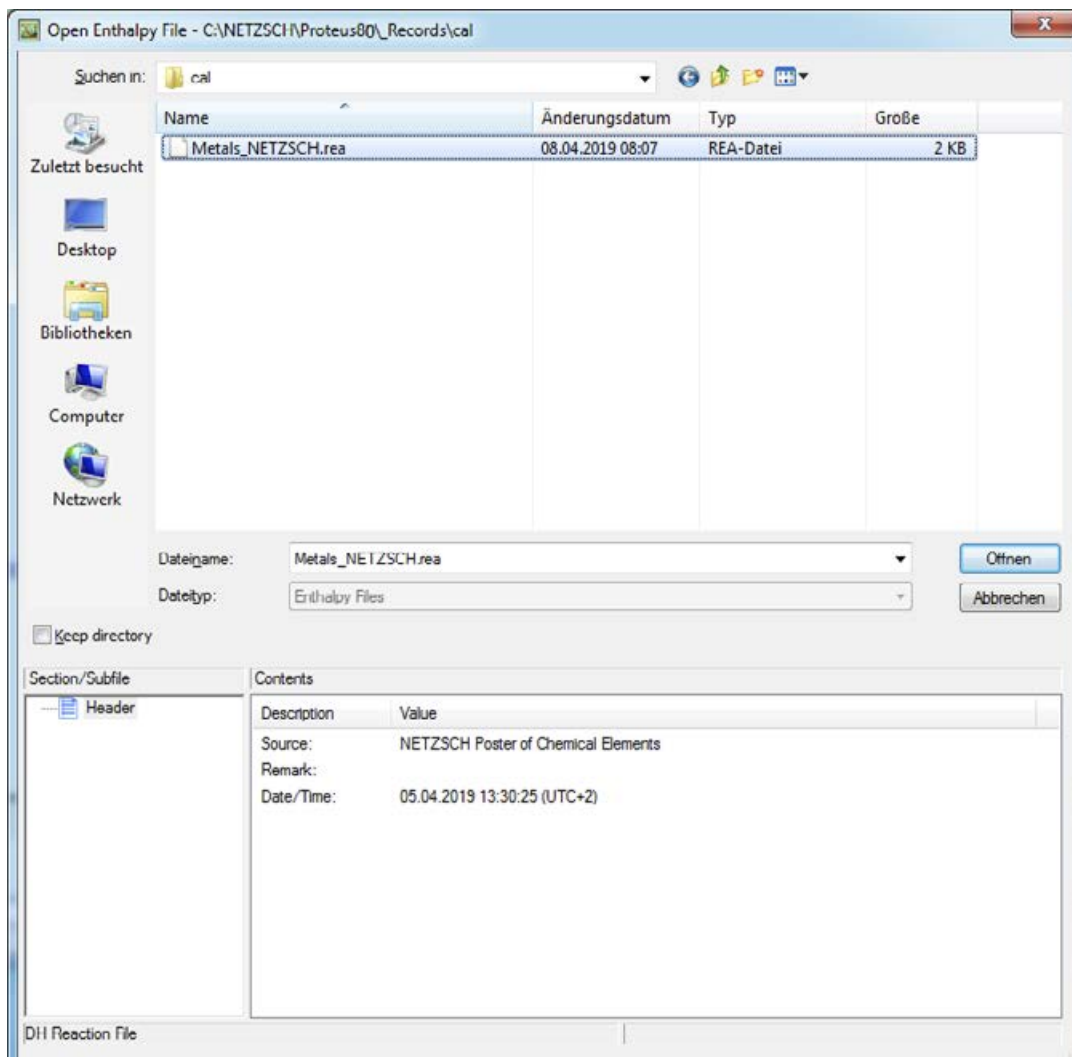 Open Enthalpy File - C:\NETZSCH\Proteus80\_Records\cal
x
Suchen in: cal
Name Änderungsdatum Typ Größe
Metals_NETZSCH.rea 08.04.2019 08:07 REA-Datei 2 KB
Zuletzt besucht
Desktop
Bibliotheken
Computer
Netzwerk
Dateiname: Metals_NETZSCH.rea Öffnen
Dateityp: Enthalpy Files Abbrechen
Keep directory
Section/Subfile Contents
Header
Description Value
Source: NETZSCH Poster of Chemical Elements
Remark:
Date/Time: 05.04.2019 13:30:25 (UTC+2)
DH Reaction File